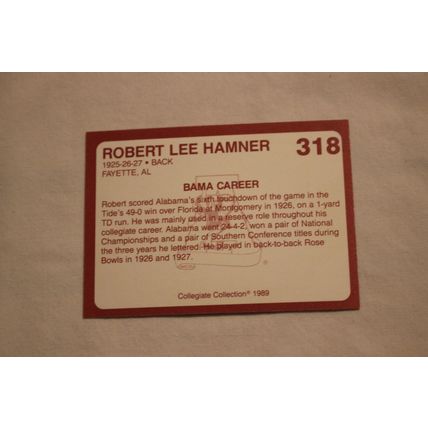 ROBERT LEE HAMNER 318
1925-26-27 • BACK
FAYETTE, AL
BAMA CAREER
Robert scored Alabama's sixth touchdown of the game in the
Tide's 49-0 win over Florida at Montgomery in 1926, on a 1-yard
TD run. He was mainly used in a reserve role throughout his
collegiate career. Alabama went 24-4-2, won a pair of National
Championships and a pair of Southern Conference titles during
the three years he lettered. He played in back-to-back Rose
Bowls in 1926 and 1927.
Collegiate Collection® 1989